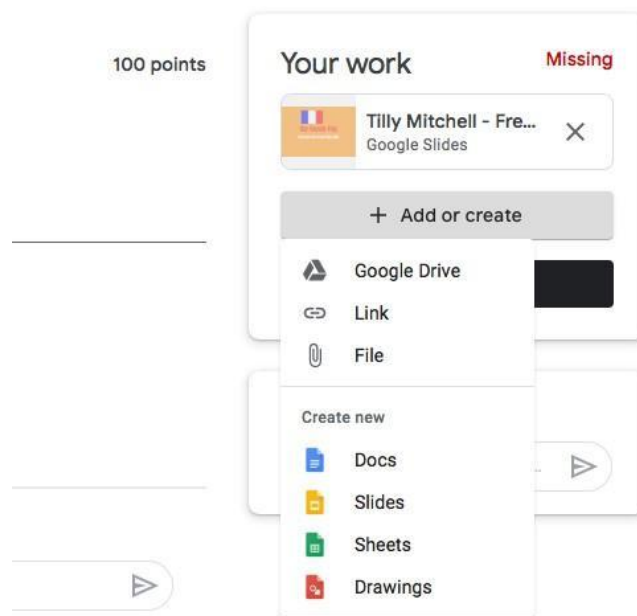 100 points
Your work
Missing
Tilly Mitchell - Fre...
Google Slides
+ Add or create
Google Drive
Link
File
Create new
Docs
Slides
Sheets
Drawings